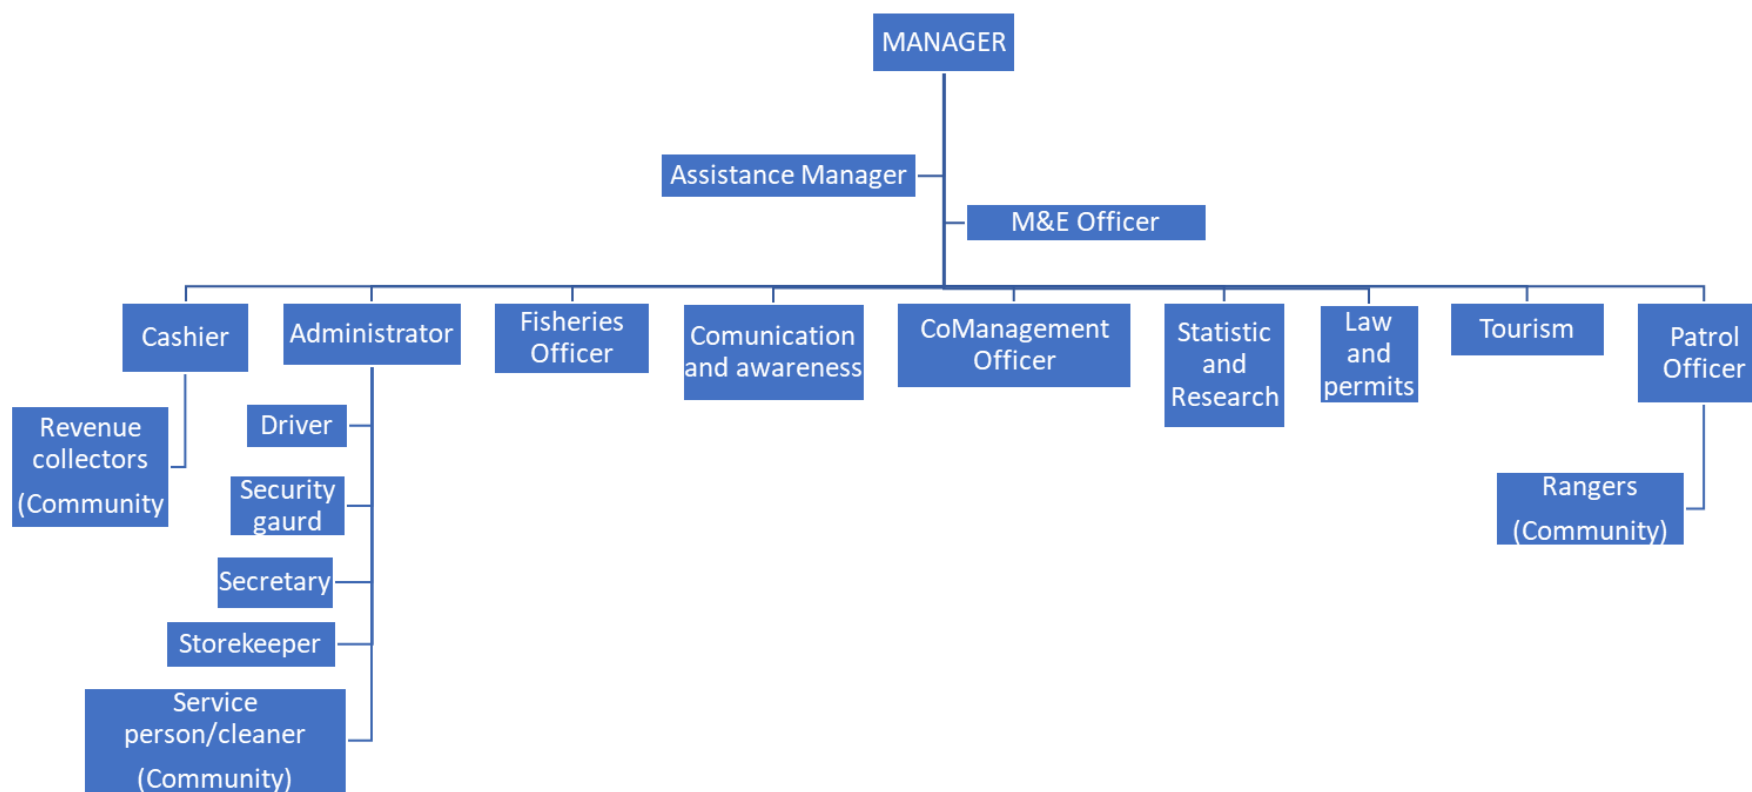 MANAGER
Assistance Manager
M&E Officer
Cashier
Administrator
Fisheries
Officer
Comunication
and awareness
CoManagement
Officer
Statistic
and
Research
Law
and
permits
Tourism
Patrol
Officer
Revenue
collectors
(Community
Driver
Security
gaurd
Secretary
Storekeeper
Service
person/cleaner
(Community)
Rangers
(Community)